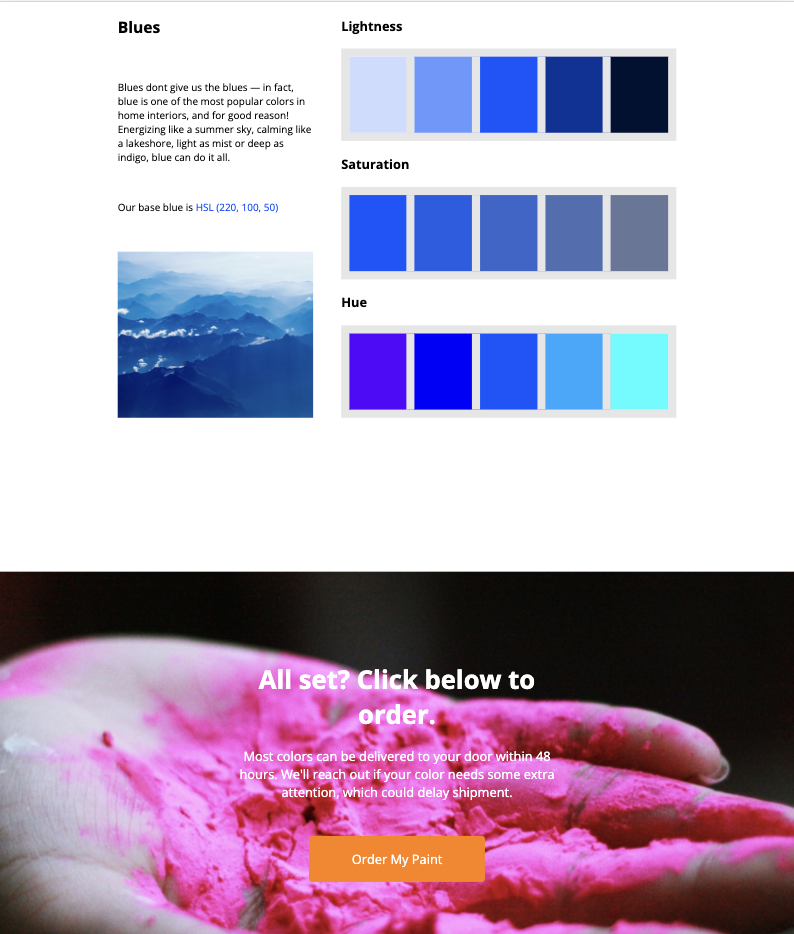 Blues
Blues dont give us the blues — in fact,
blue is one of the most popular colors in
home interiors, and for good reason!
Energizing like a summer sky, calming like
a lakeshore, light as mist or deep as
indigo, blue can do it all.
Our base blue is HSL (220, 100, 50)
Lightness
Saturation
Hue
All set? Click below to
order.
Most colors can be delivered to your door within 48
hours. We'll reach out if your color needs some extra
attention, which could delay shipment.
Order My Paint